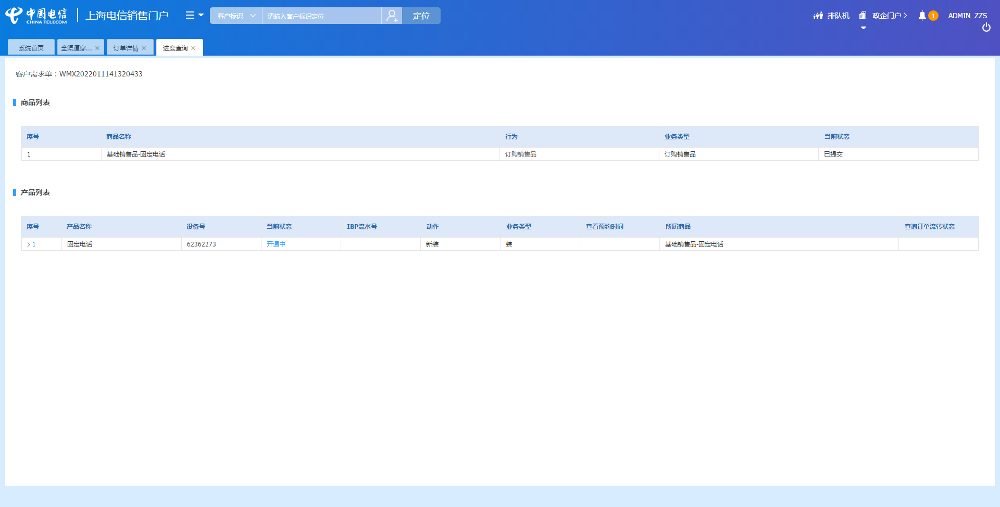 中国电信
CHINA TELECOM
上海电信销售门户
客户标识
请输入客户标识定位
定位
排队机
政企门户
1
ADMIN_ZZS
系统首页
全渠道穿...
订单详情
进度查询
客户需求单：WMX2022011141320433
商品列表
序号 商品名称 行为 业务类型 当前状态
1 基础销售品-固定电话 订购销售品 订购销售品 已提交
产品列表
序号 产品名称 设备号 当前状态 IBP流水号 动作 业务类型 查看预约时间 所属商品 查询订单流转状态
1 固定电话 62362273 开通中 新装 装 基础销售品-固定电话